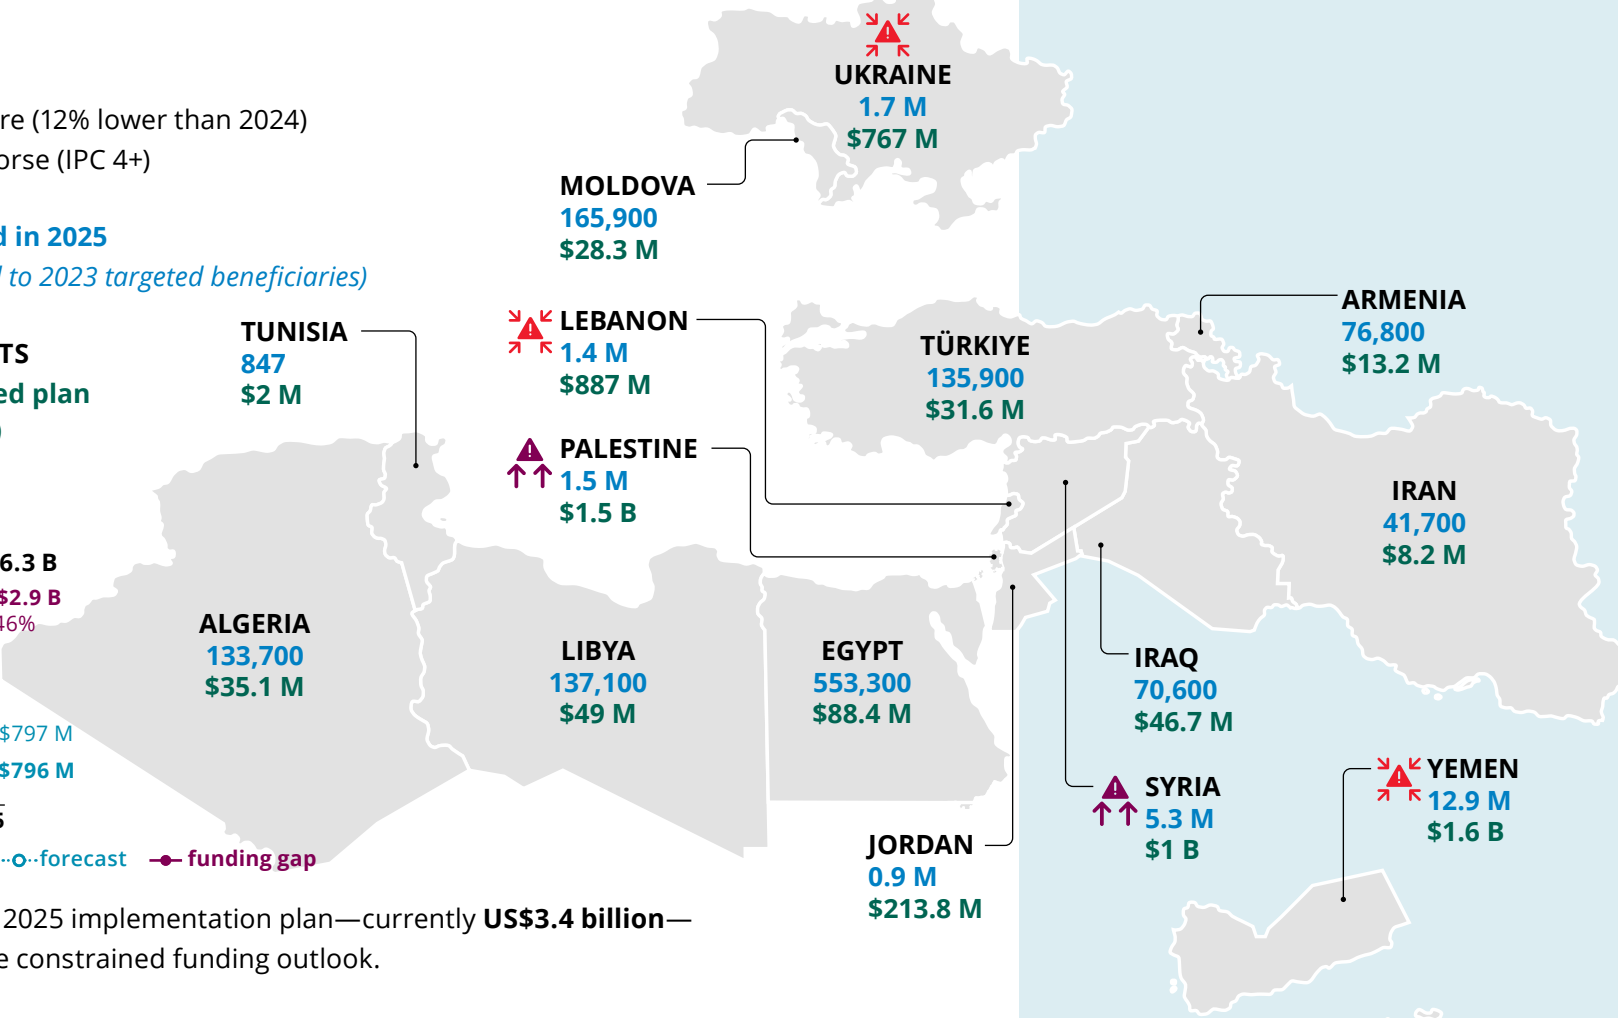 re (12% lower than 2024)
orse (IPC 4+)
d in 2025
l to 2023 targeted beneficiaries)
TS
ed plan
)
6.3 B
$2.9 B
46%
$797 M
$796 M
5
forecast
funding gap
2025 implementation plan—currently US$3.4 billion—
e constrained funding outlook.
UKRAINE
1.7 M
$767 M
MOLDOVA
165,900
$28.3 M
TUNISIA
847
$2 M
LEBANON
1.4 M
$887 M
PALESTINE
1.5 M
$1.5 B
TÜRKIYE
135,900
$31.6 M
ARMENIA
76,800
$13.2 M
IRAN
41,700
$8.2 M
ALGERIA
133,700
$35.1 M
LIBYA
137,100
$49 M
EGYPT
553,300
$88.4 M
IRAQ
70,600
$46.7 M
SYRIA
5.3 M
$1 B
YEMEN
12.9 M
$1.6 B
JORDAN
0.9 M
$213.8 M